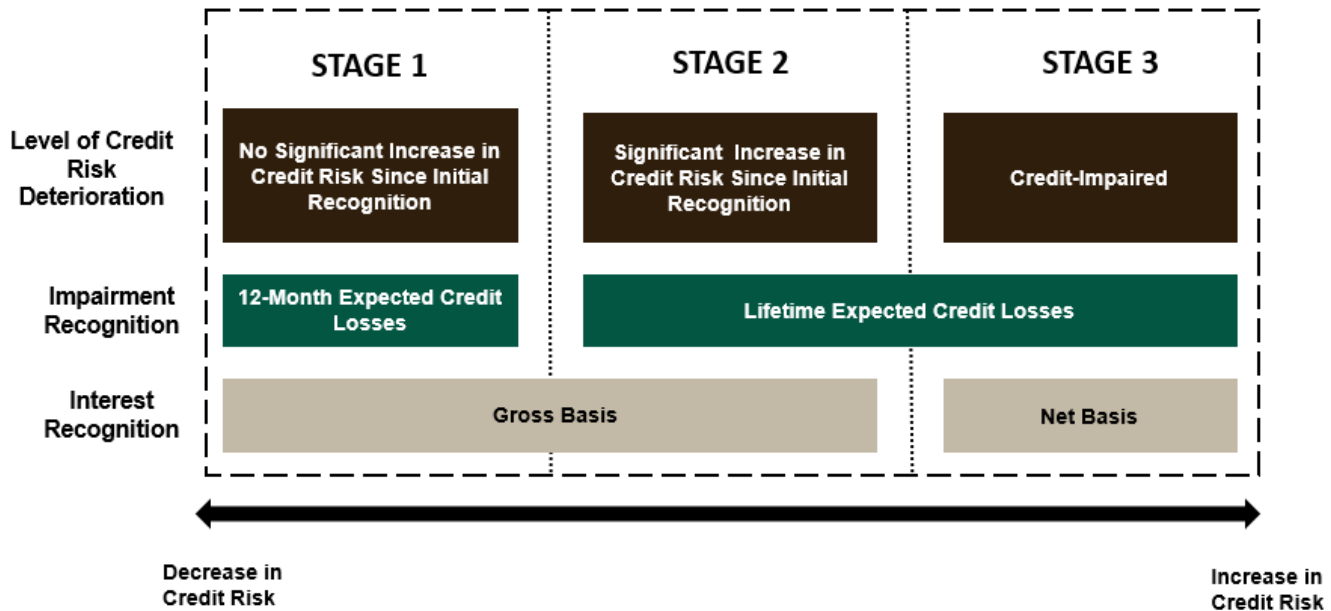 STAGE 1
STAGE 2
STAGE 3
Level of Credit
Risk
Deterioration
No Significant Increase in
Credit Risk Since Initial
Recognition
Significant Increase in
Credit Risk Since Initial
Recognition
Credit-Impaired
Impairment
Recognition
12-Month Expected Credit
Losses
Lifetime Expected Credit Losses
Interest
Recognition
Gross Basis
Net Basis
Decrease in
Credit Risk
Increase in
Credit Risk